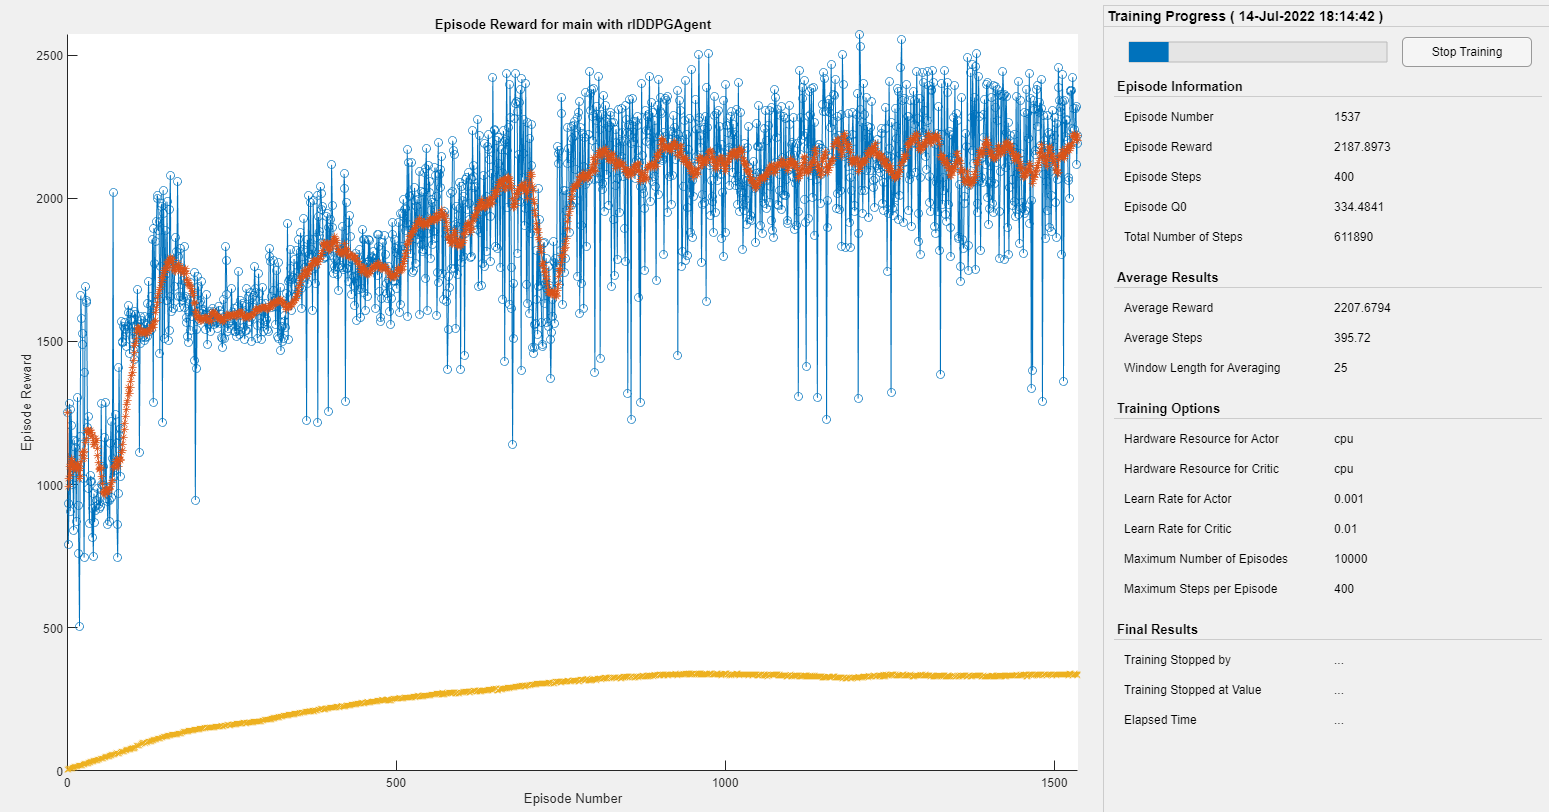 Episode Reward for main with rlDDPGAgent
2500
2000
1500
1000
500
0
0 500 1000 1500
Episode Reward
Episode Number
Training Progress ( 14-Jul-2022 18:14:42 )
Stop Training
Episode Information
Episode Number 1537
Episode Reward 2187.8973
Episode Steps 400
Episode Q0 334.4841
Total Number of Steps 611890
Average Results
Average Reward 2207.6794
Average Steps 395.72
Window Length for Averaging 25
Training Options
Hardware Resource for Actor cpu
Hardware Resource for Critic cpu
Learn Rate for Actor 0.001
Learn Rate for Critic 0.01
Maximum Number of Episodes 10000
Maximum Steps per Episode 400
Final Results
Training Stopped by ...
Training Stopped at Value ...
Elapsed Time ...